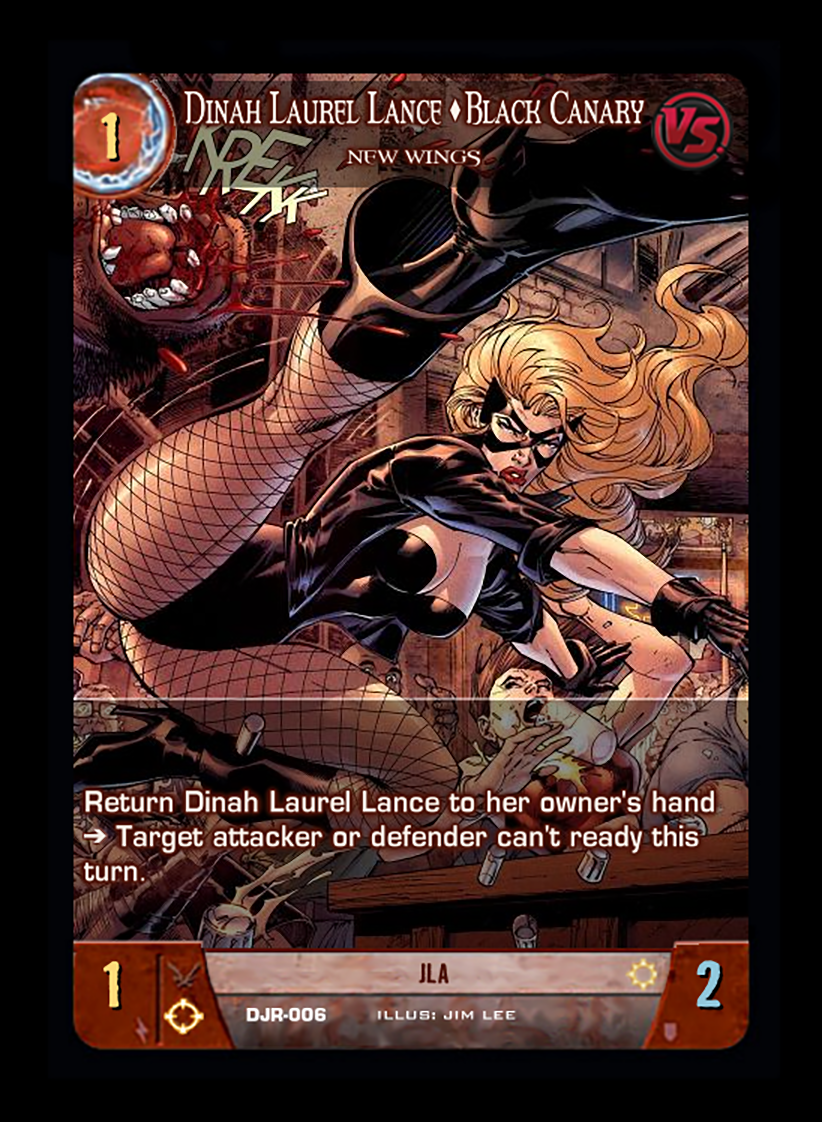 1
DINAH LAUREL LANCE ♦ BLACK CANARY
VS.
NEW WINGS
Return Dinah Laurel Lance to her owner's hand
➔ Target attacker or defender can't ready this
turn.
1
JLA
2
DJR-006 ILLUS: JIM LEE